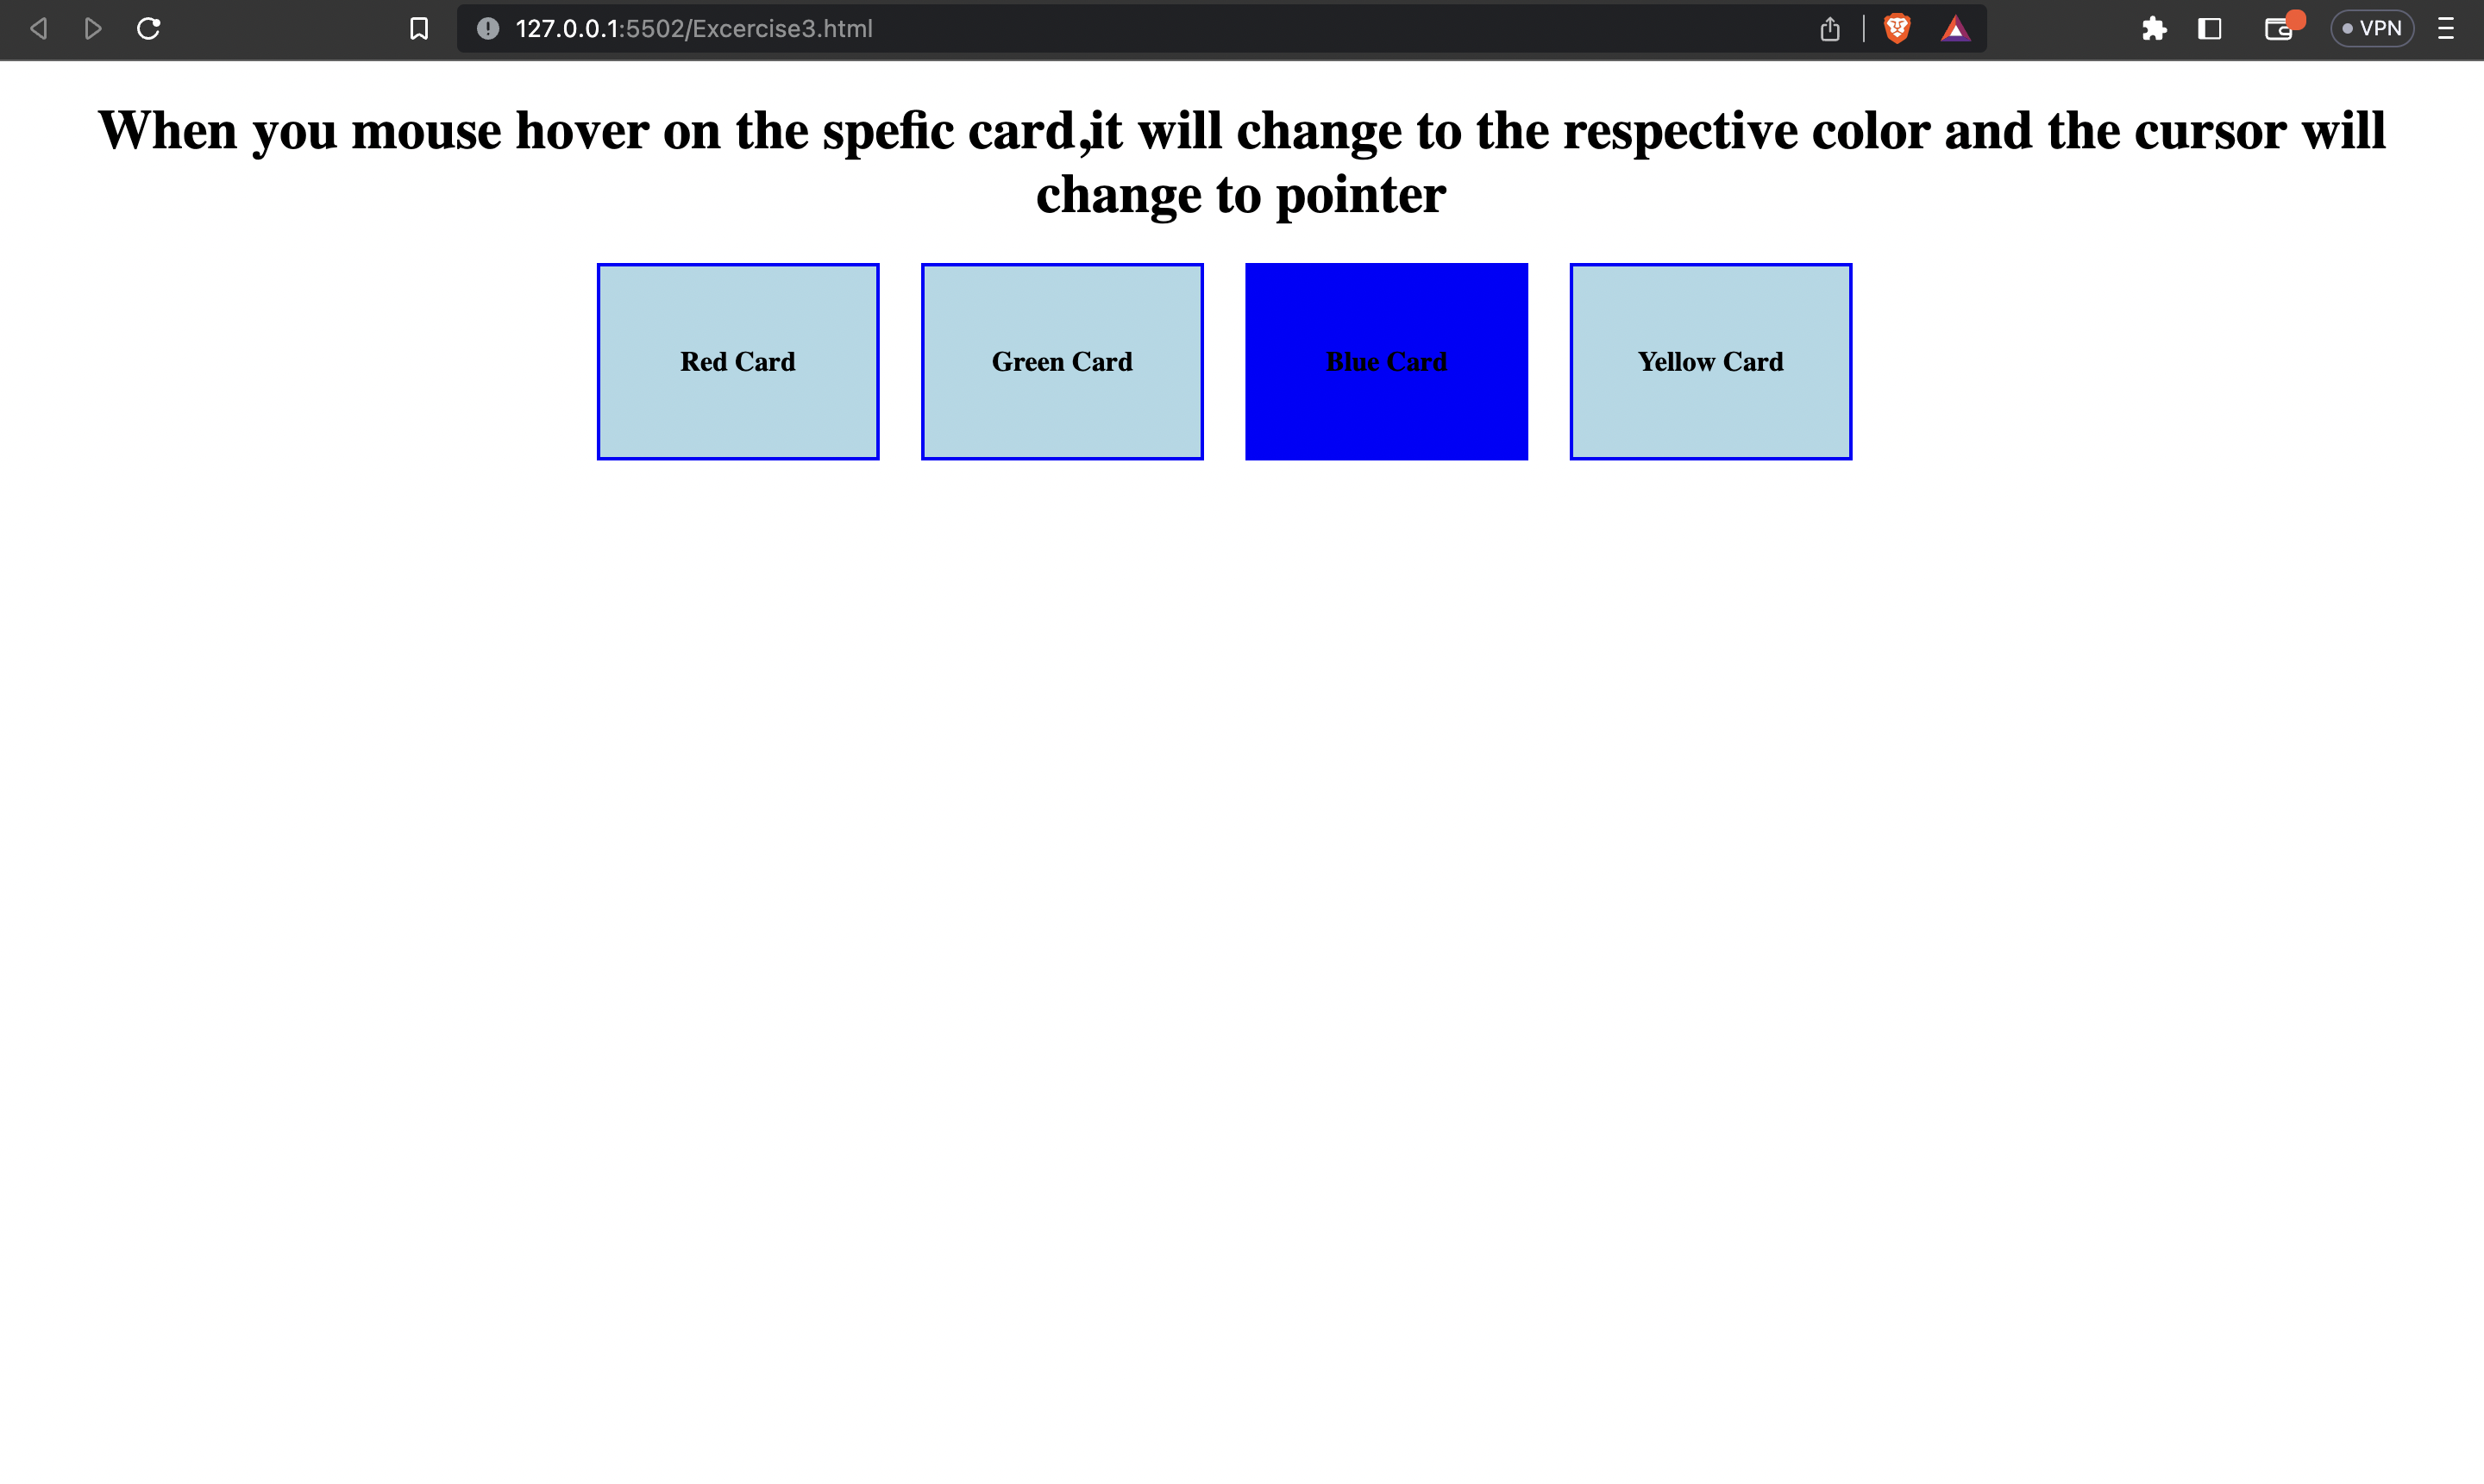 127.0.0.1:5502/Excercise3.html
VPN
When you mouse hover on the spefic card,it will change to the respective color and the cursor will
change to pointer
Red Card
Green Card
Blue Card
Yellow Card